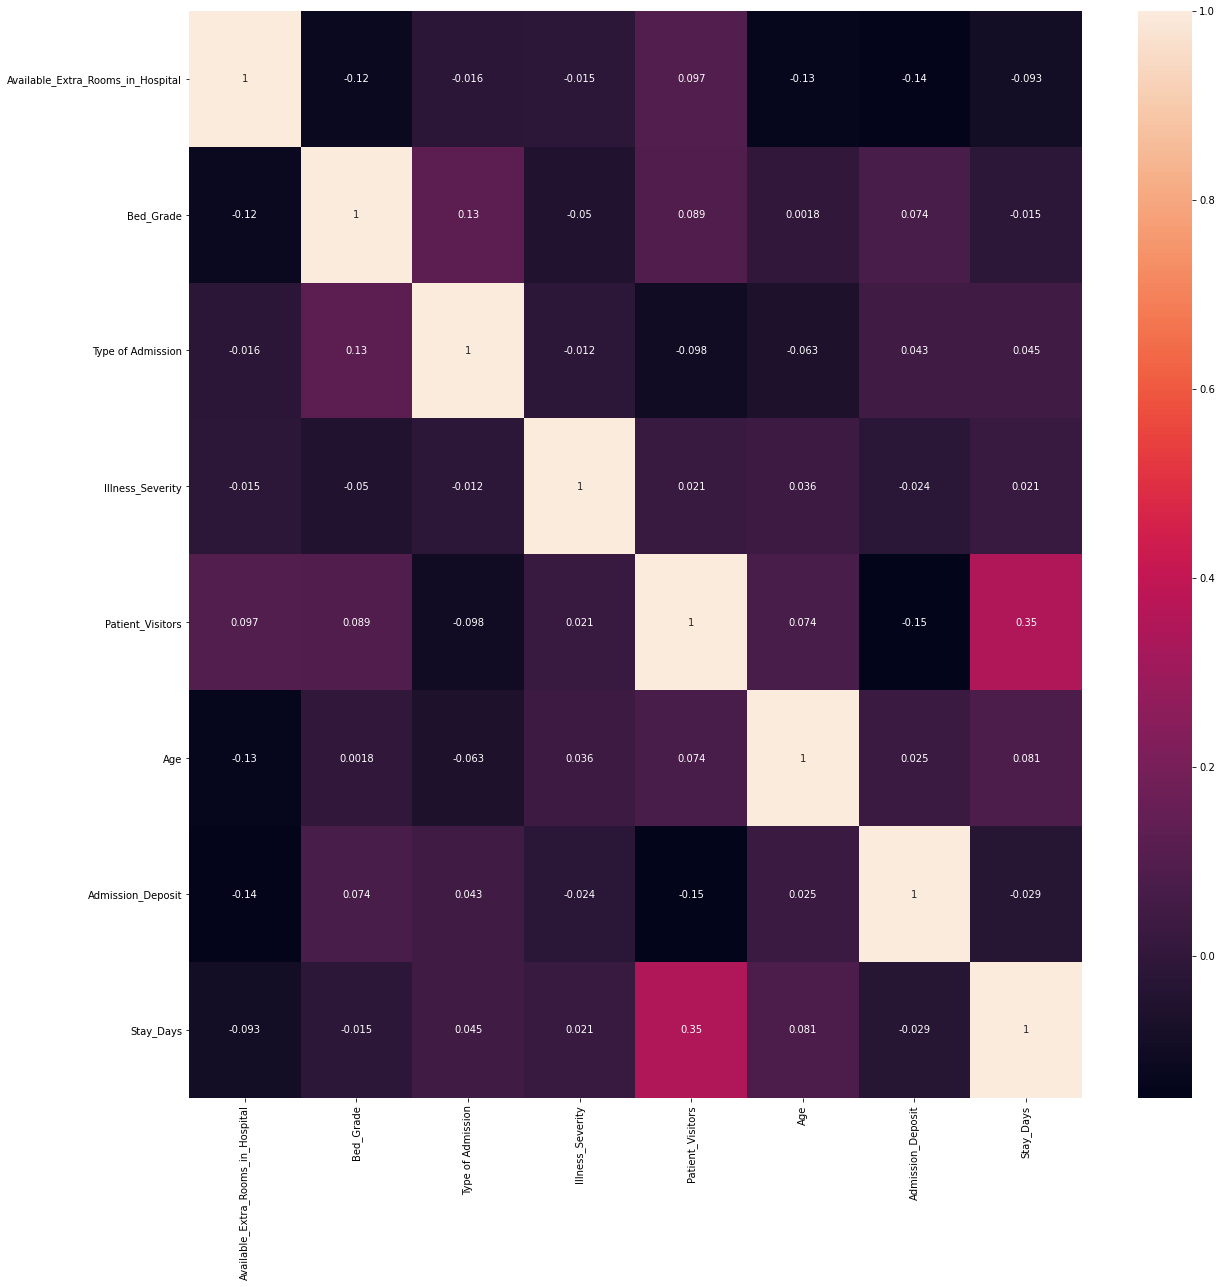 1.0
Available_Extra_Rooms_in_Hospital 1 -0.12 -0.016 -0.015 0.097 -0.13 -0.14 -0.093
0.8
Bed_Grade -0.12 1 0.13 -0.05 0.089 0.0018 0.074 -0.015
Type of Admission -0.016 0.13 1 -0.012 -0.098 -0.063 0.043 0.045
0.6
Illness_Severity -0.015 -0.05 -0.012 1 0.021 0.036 -0.024 0.021
0.4
Patient_Visitors 0.097 0.089 -0.098 0.021 1 0.074 -0.15 0.35
Age -0.13 0.0018 -0.063 0.036 0.074 1 0.025 0.081
0.2
Admission_Deposit -0.14 0.074 0.043 -0.024 -0.15 0.025 1 -0.029
0.0
Stay_Days -0.093 -0.015 0.045 0.021 0.35 0.081 -0.029 1
Available_Extra_Rooms_in_Hospital
Bed_Grade
Type of Admission
Illness_Severity
Patient_Visitors
Age
Admission_Deposit
Stay_Days